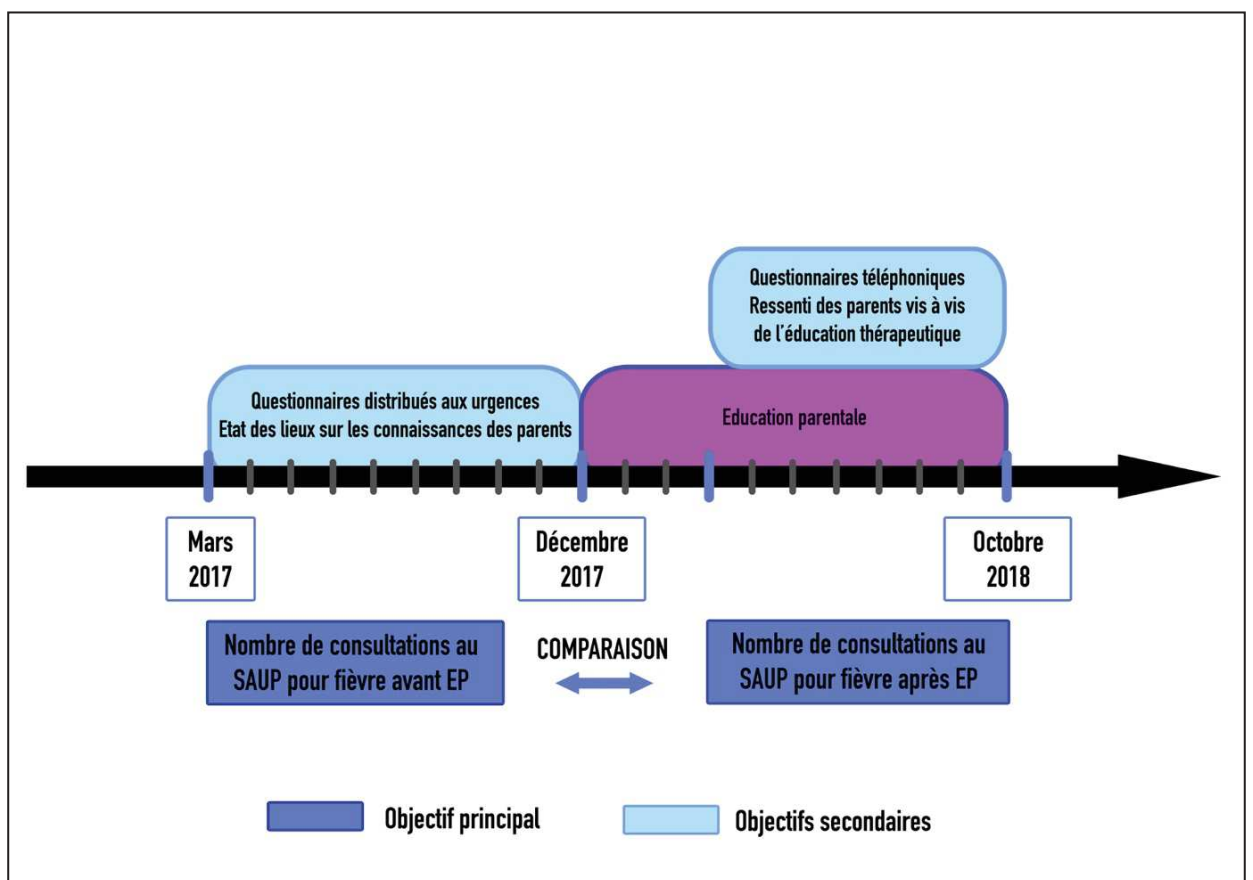 Questionnaires téléphoniques
Ressenti des parents vis à vis
de l'éducation thérapeutique
Questionnaires distribués aux urgences
Etat des lieux sur les connaissances des parents
Education parentale
Mars
2017
Décembre
2017
Octobre
2018
Nombre de consultations au
SAUP pour fièvre avant EP
COMPARAISON
Nombre de consultations au
SAUP pour fièvre après EP
Objectif principal
Objectifs secondaires